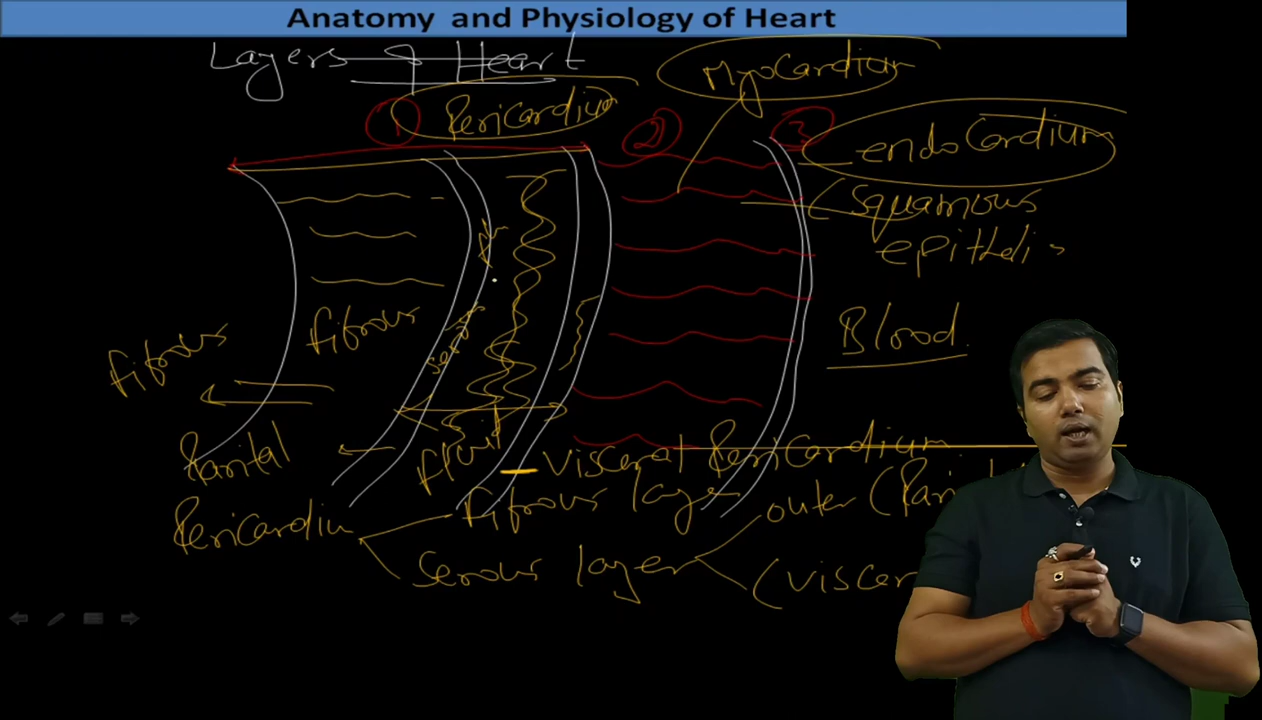 Anatomy and Physiology of Heart
Layers of Heart
Myocardium
① Pericardium
② ③ endocardium
(Squamous
epitheli
fibrous
fibrous
Blood
serous
fluid
Parital
- visceral Pericardium
Pericardiu
fibrous layer
outer (Pari
serous layer
(viscer